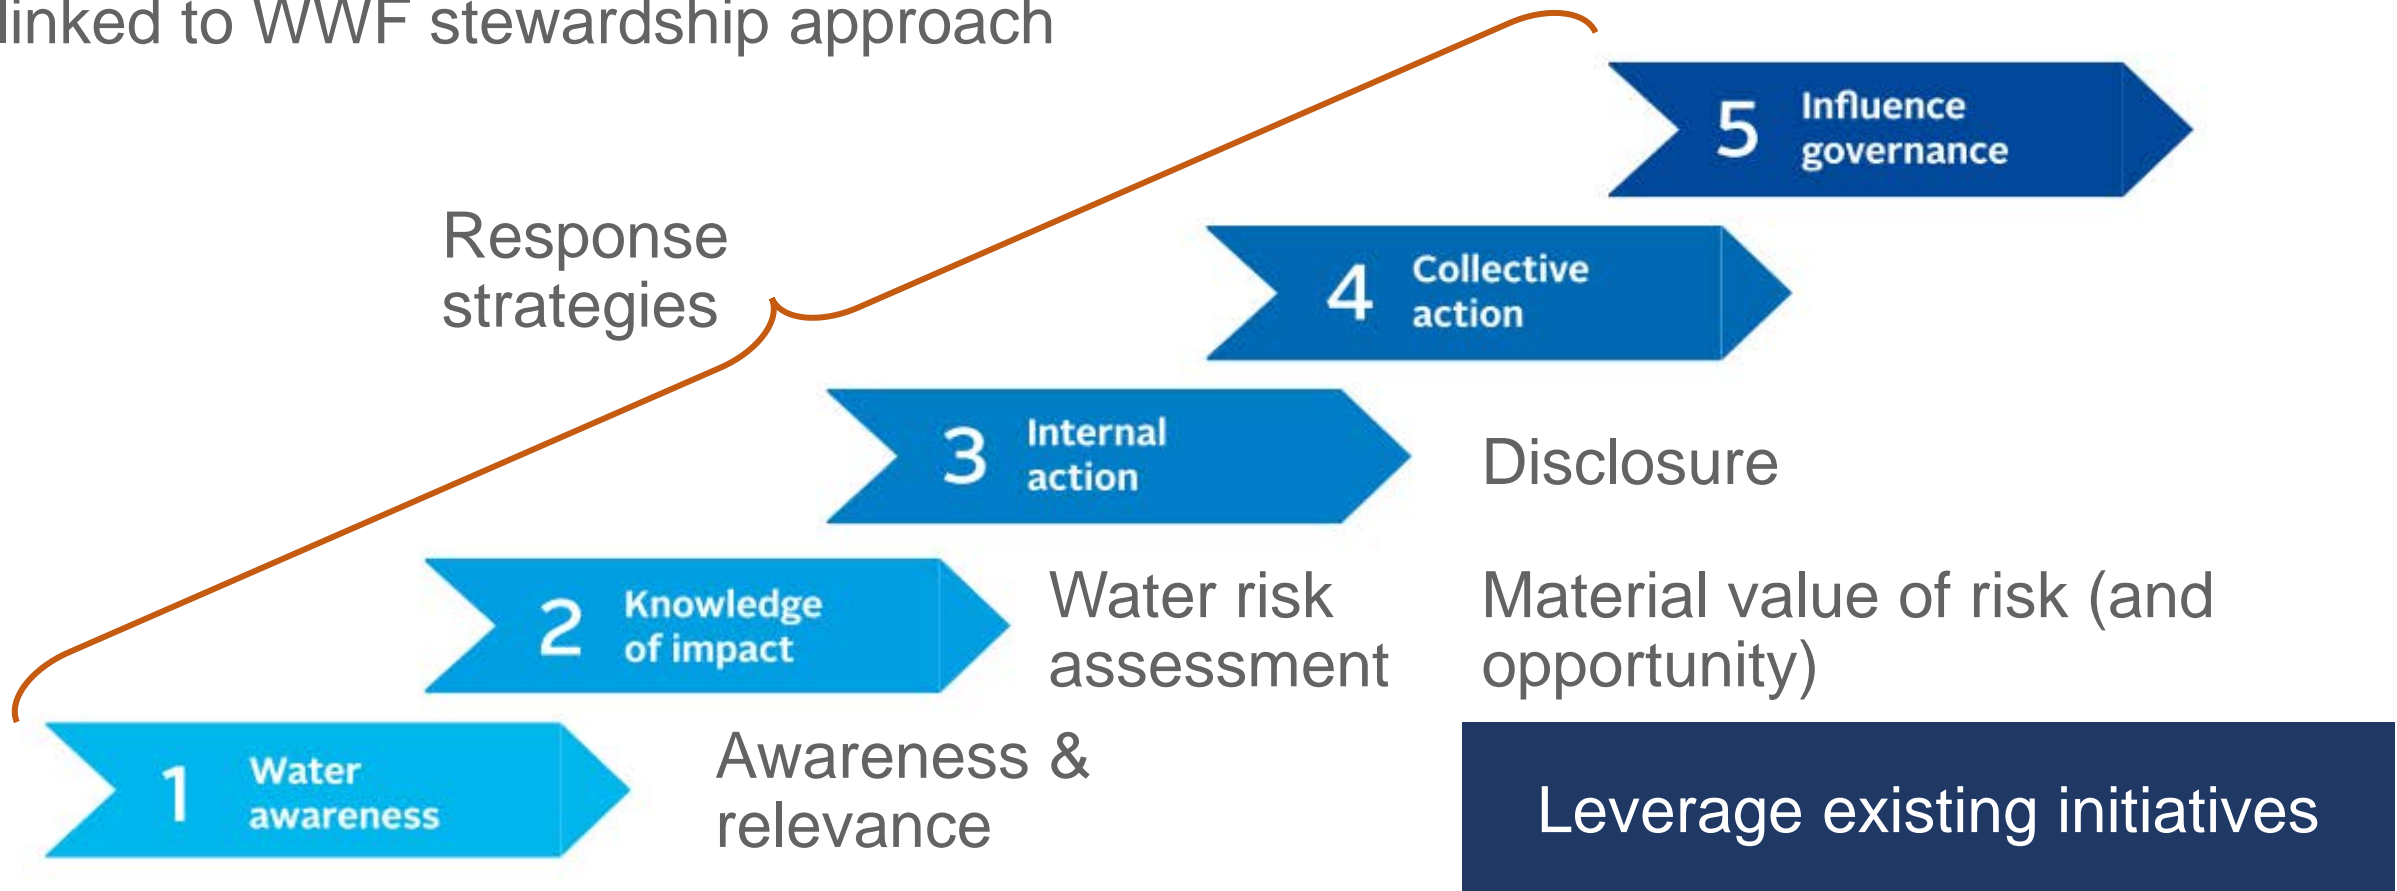 linked to WWF stewardship approach
5 Influence
governance
Response
strategies
4 Collective
action
3 Internal
action
Disclosure
2 Knowledge
of impact
Water risk
assessment
Material value of risk (and
opportunity)
1 Water
awareness
Awareness &
relevance
Leverage existing initiatives